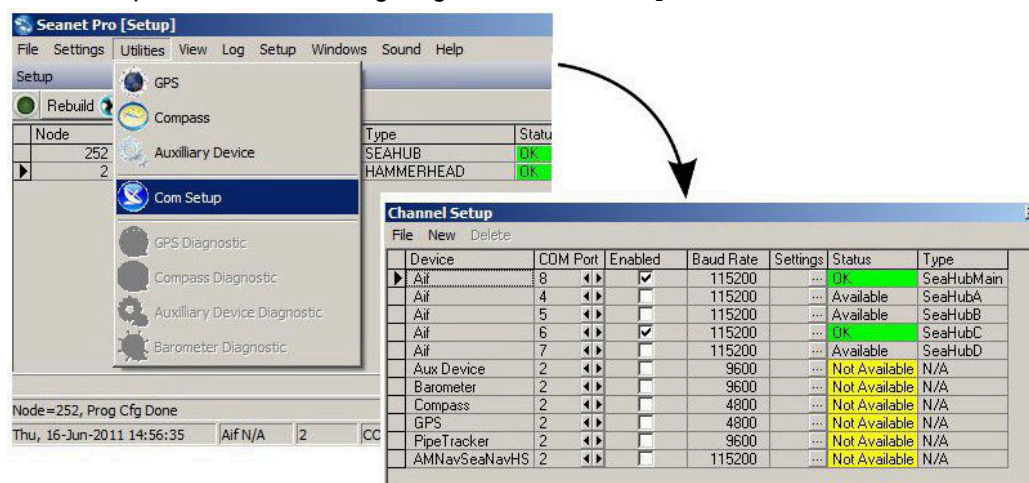 Seanet Pro [Setup]
File Settings Utilities View Log Setup Windows Sound Help
Setup
Rebuild
GPS
Compass
Auxilliary Device
Com Setup
GPS Diagnostic
Compass Diagnostic
Auxilliary Device Diagnostic
Barometer Diagnostic
Node Type
252 SEAHUB OK
2 HAMMERHEAD OK
Node=252, Prog Cfg Done
Thu, 16-Jun-2011 14:56:35 Aif N/A 2
Channel Setup
File New Delete
Device COM Port Enabled Baud Rate Settings Status Type
Aif 8 115200 ... OK SeaHubMain
Aif 4 115200 ... Available SeaHubA
Aif 5 115200 ... Available SeaHubB
Aif 6 115200 ... OK SeaHubC
Aif 7 115200 ... Available SeaHubD
Aux Device 2 9600 ... Not Available N/A
Barometer 2 9600 ... Not Available N/A
Compass 2 4800 ... Not Available N/A
GPS 2 4800 ... Not Available N/A
PipeTracker 2 9600 ... Not Available N/A
AMNavSeaNavHS 2 115200 ... Not Available N/A